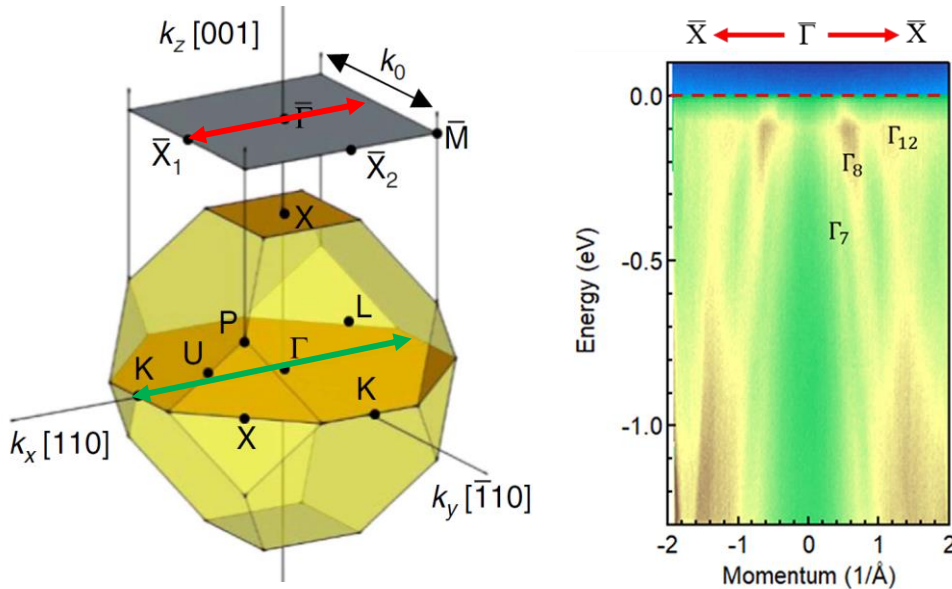 k_z [001]
k_0
Γ̅
X̅_1
X̅_2
M̅
X
P
L
U
Γ
K
K
X
k_x [110]
k_y [1̅10]
X̅ Γ̅ X̅
0.0
Γ_12
Γ_8
Γ_7
-0.5
-1.0
Energy (eV)
-2 -1 0 1 2
Momentum (1/Å)